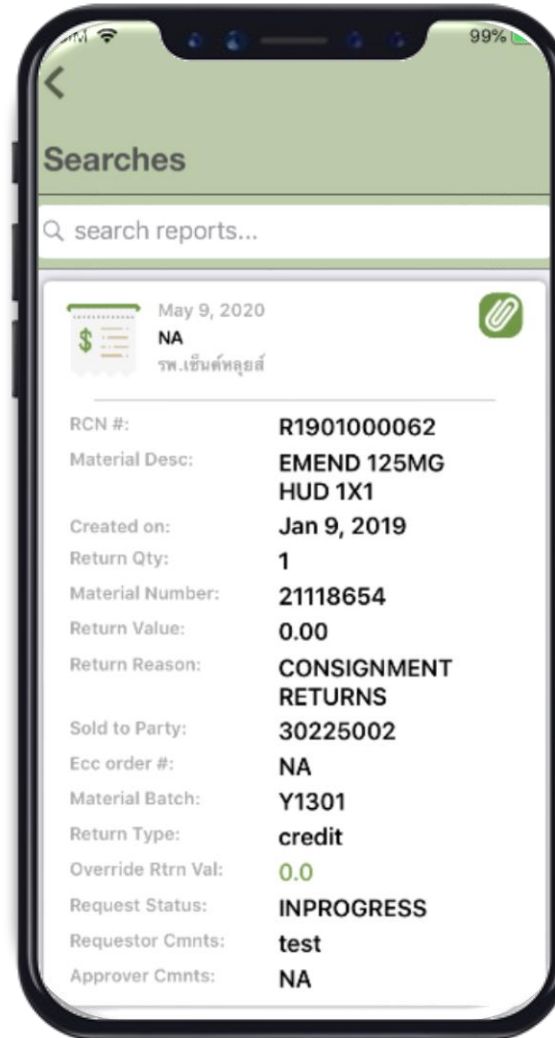 99%
Searches
search reports...
May 9, 2020
NA
รพ.เซ็นต์หลุยส์
RCN #: R1901000062
Material Desc: EMEND 125MG
HUD 1X1
Created on: Jan 9, 2019
Return Qty: 1
Material Number: 21118654
Return Value: 0.00
Return Reason: CONSIGNMENT
RETURNS
Sold to Party: 30225002
Ecc order #: NA
Material Batch: Y1301
Return Type: credit
Override Rtrn Val: 0.0
Request Status: INPROGRESS
Requestor Cmnts: test
Approver Cmnts: NA